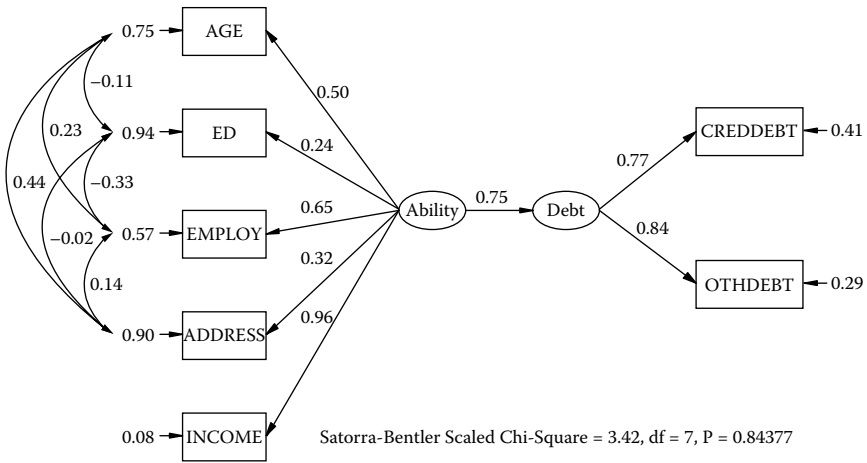 0.75
AGE
−0.11
0.50
0.23
0.94
ED
0.24
CREDDEBT
0.41
0.77
0.44
−0.33
0.65
Ability
0.75
Debt
−0.02
0.57
EMPLOY
0.84
0.32
0.14
OTHDEBT
0.29
0.96
0.90
ADDRESS
0.08
INCOME
Satorra-Bentler Scaled Chi-Square = 3.42, df = 7, P = 0.84377